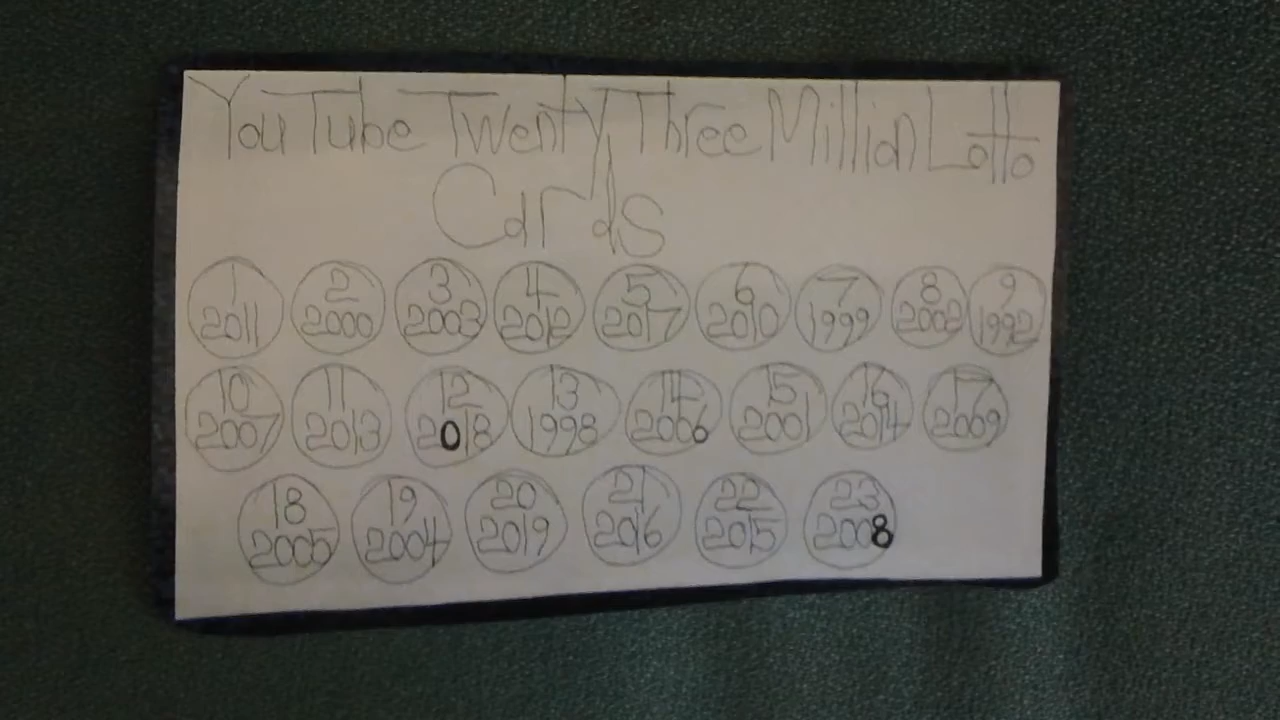 YouTube Twenty Three Million Lotto
Cards
1 2 3 4 5 6 7 8 9
2011 2000 2003 2012 2017 2010 1999 2002 1992
10 11 12 13 14 15 16 17
2007 2013 2018 1998 2006 2001 2014 2009
18 19 20 21 22 23
2005 2004 2019 2016 2015 2008